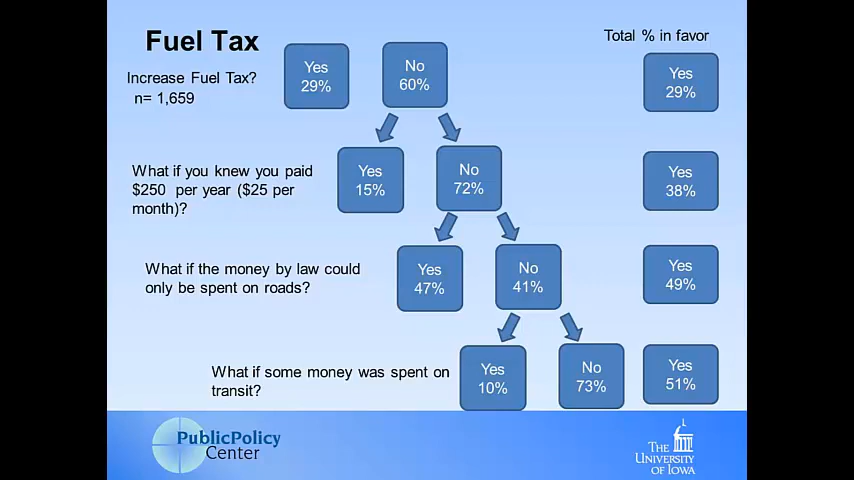 Fuel Tax
Total % in favor
Increase Fuel Tax?
n= 1,659
Yes
29%
No
60%
Yes
29%
What if you knew you paid
$250 per year ($25 per
month)?
Yes
15%
No
72%
Yes
38%
What if the money by law could
only be spent on roads?
Yes
47%
No
41%
Yes
49%
What if some money was spent on
transit?
Yes
10%
No
73%
Yes
51%
PublicPolicy
Center
THE
UNIVERSITY
OF IOWA